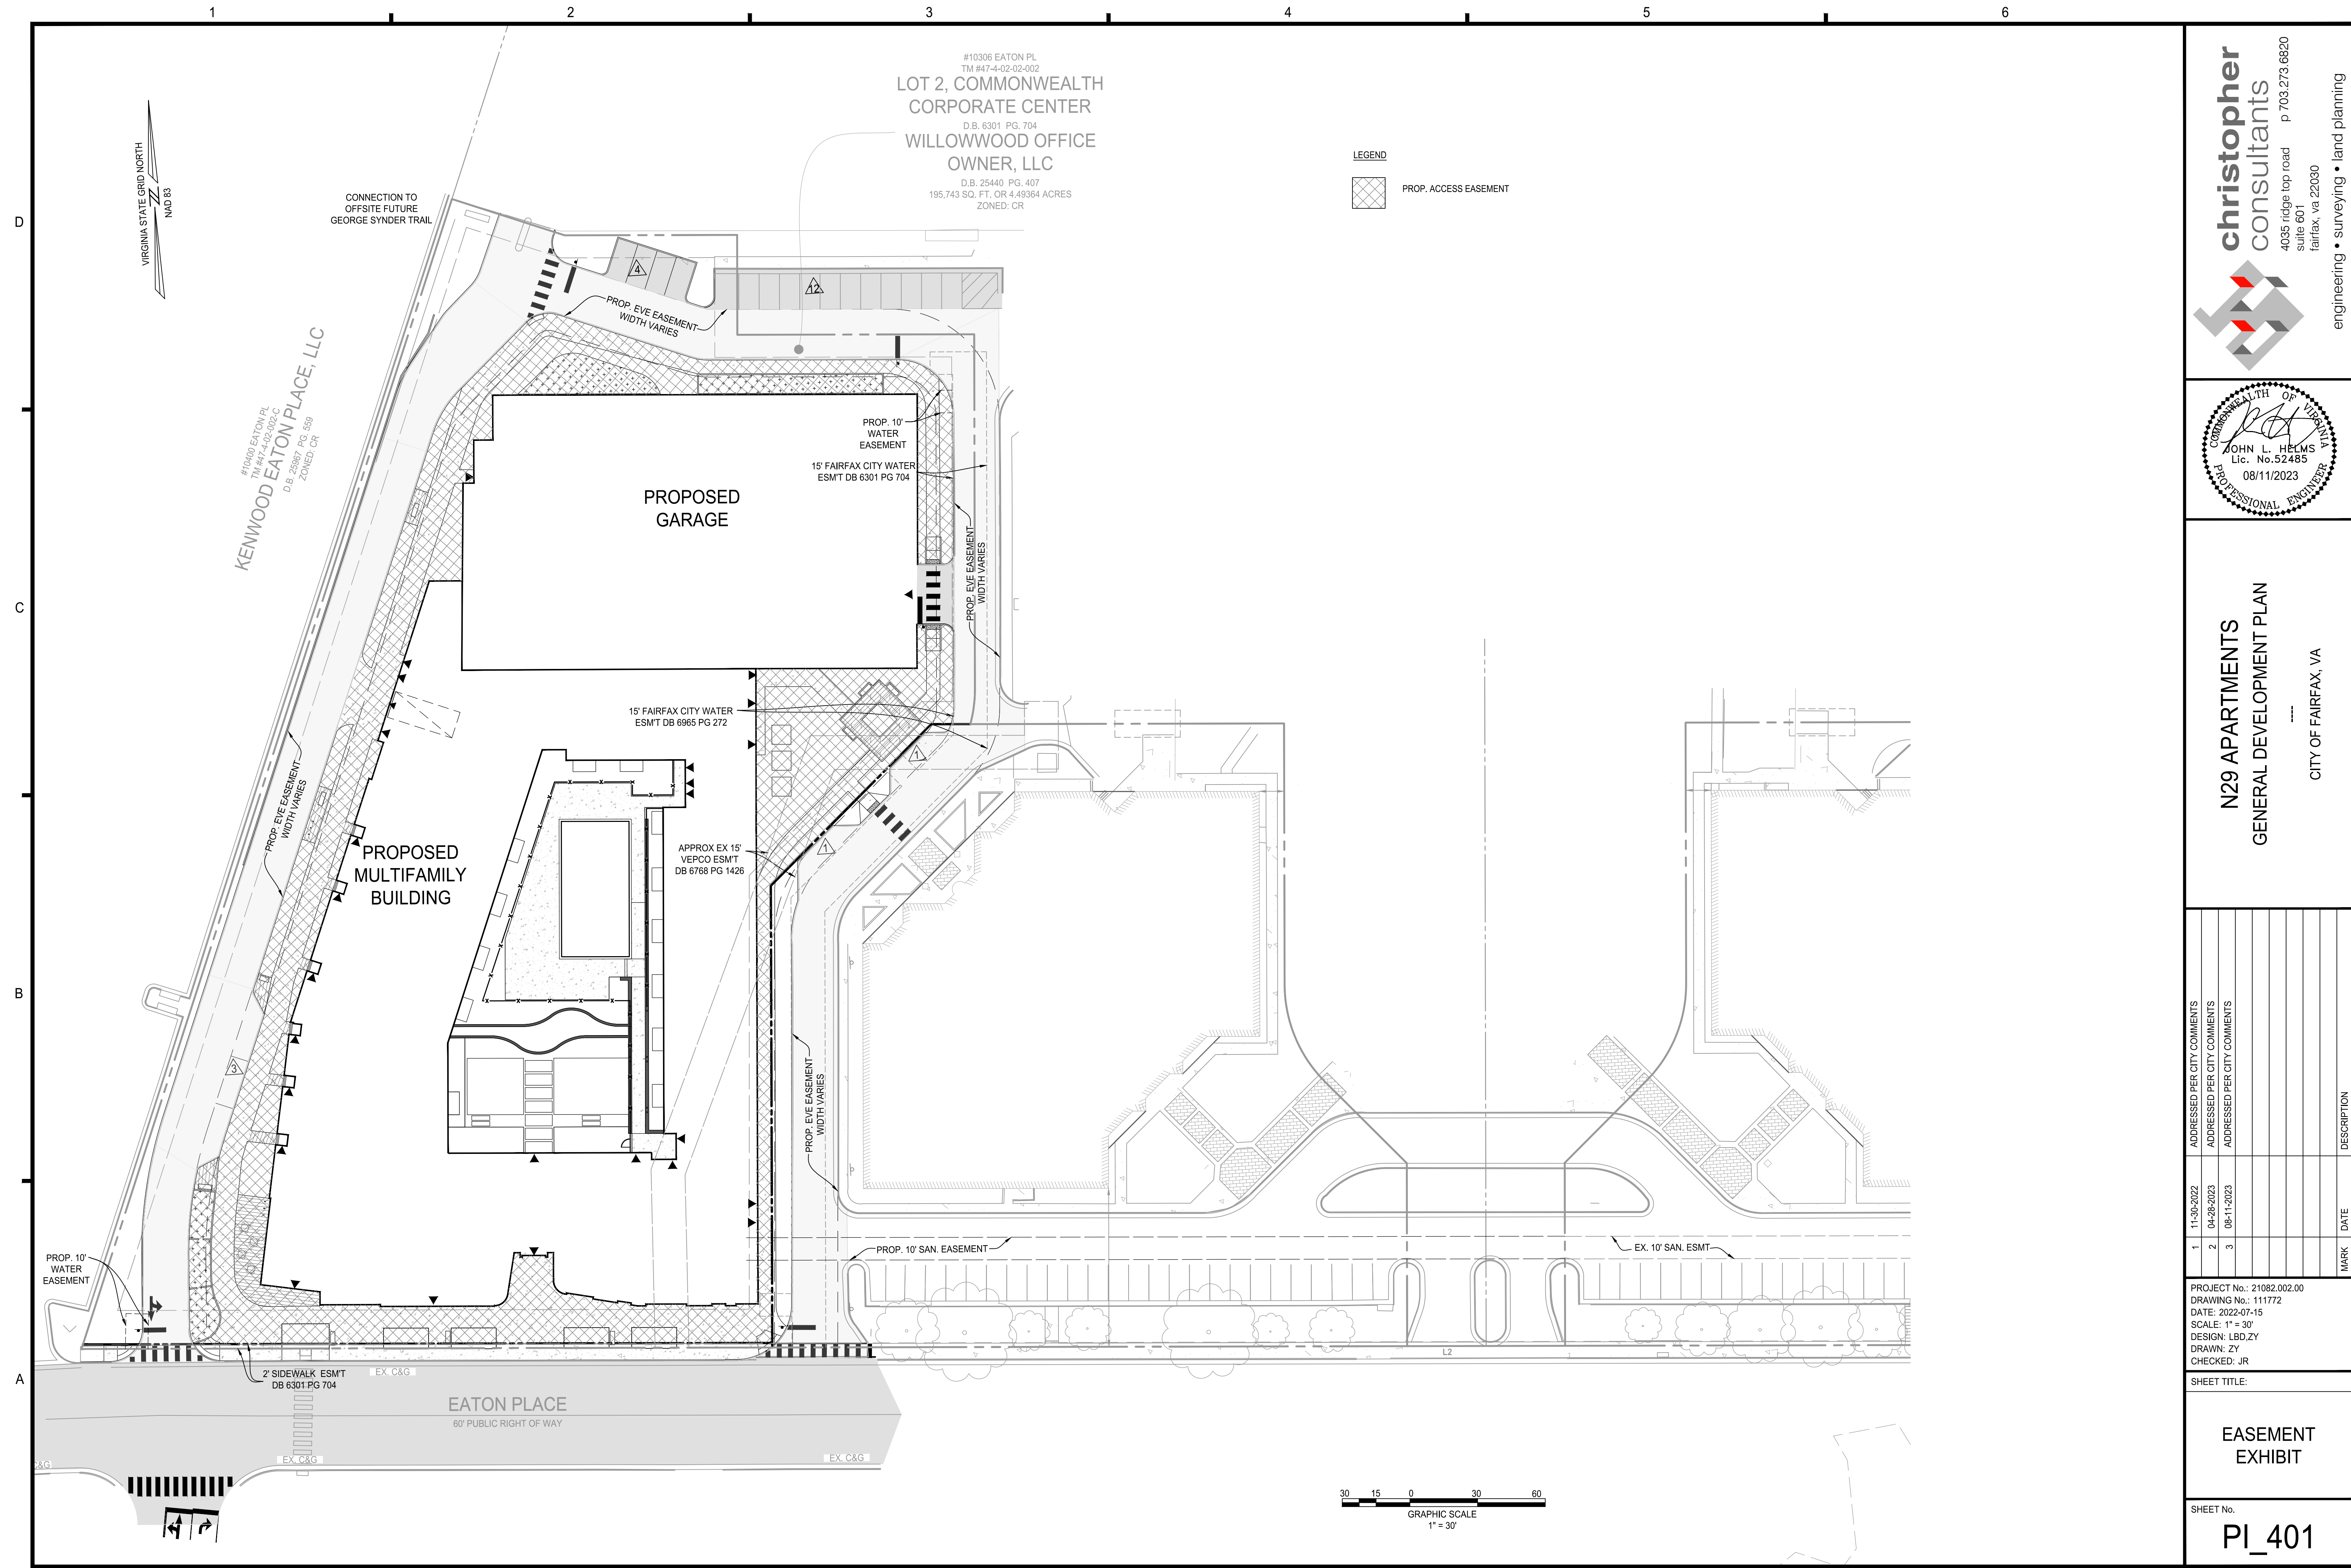 1
2
3
4
5
6
D
C
B
A
VIRGINIA STATE GRID NORTH
NAD 83
N
CONNECTION TO
OFFSITE FUTURE
GEORGE SYNDER TRAIL
#10306 EATON PL
TM #47-4-02-02-002
LOT 2, COMMONWEALTH
CORPORATE CENTER
D.B. 6301 PG. 704
WILLOWWOOD OFFICE
OWNER, LLC
D.B. 25440 PG. 407
195,743 SQ. FT. OR 4.49364 ACRES
ZONED: CR
LEGEND
PROP. ACCESS EASEMENT
4
12
PROP. EVE EASEMENT
WIDTH VARIES
#10400 EATON PL
TM #47-4-02-002-C
KENWOOD EATON PLACE, LLC
D.B. 25967 PG. 559
ZONED: CR
PROP. 10'
WATER
EASEMENT
15' FAIRFAX CITY WATER
ESM'T DB 6301 PG 704
PROPOSED
GARAGE
PROP. EVE EASEMENT
WIDTH VARIES
15' FAIRFAX CITY WATER
ESM'T DB 6965 PG 272
1
1
PROP. EVE EASEMENT
WIDTH VARIES
PROPOSED
MULTIFAMILY
BUILDING
APPROX EX 15'
VEPCO ESM'T
DB 6768 PG 1426
3
PROP. EVE EASEMENT
WIDTH VARIES
PROP. 10'
WATER
EASEMENT
PROP. 10' SAN. EASEMENT
EX. 10' SAN. ESMT
L2
2' SIDEWALK ESM'T
DB 6301 PG 704
EX. C&G
EATON PLACE
60' PUBLIC RIGHT OF WAY
EX. C&G
EX. C&G
C&G
30 15 0 30 60
GRAPHIC SCALE
1" = 30'
christopher
consultants
4035 ridge top road p 703.273.6820
suite 601
fairfax, va 22030
engineering • surveying • land planning
COMMONWEALTH OF VIRGINIA
JOHN L. HELMS
Lic. No.52485
08/11/2023
PROFESSIONAL ENGINEER
N29 APARTMENTS
GENERAL DEVELOPMENT PLAN
----
CITY OF FAIRFAX, VA
1 11-30-2022 ADDRESSED PER CITY COMMENTS
2 04-28-2023 ADDRESSED PER CITY COMMENTS
3 08-11-2023 ADDRESSED PER CITY COMMENTS
MARK DATE DESCRIPTION
PROJECT No.: 21082.002.00
DRAWING No.: 111772
DATE: 2022-07-15
SCALE: 1" = 30'
DESIGN: LBD,ZY
DRAWN: ZY
CHECKED: JR
SHEET TITLE:
EASEMENT
EXHIBIT
SHEET No.
PI_401